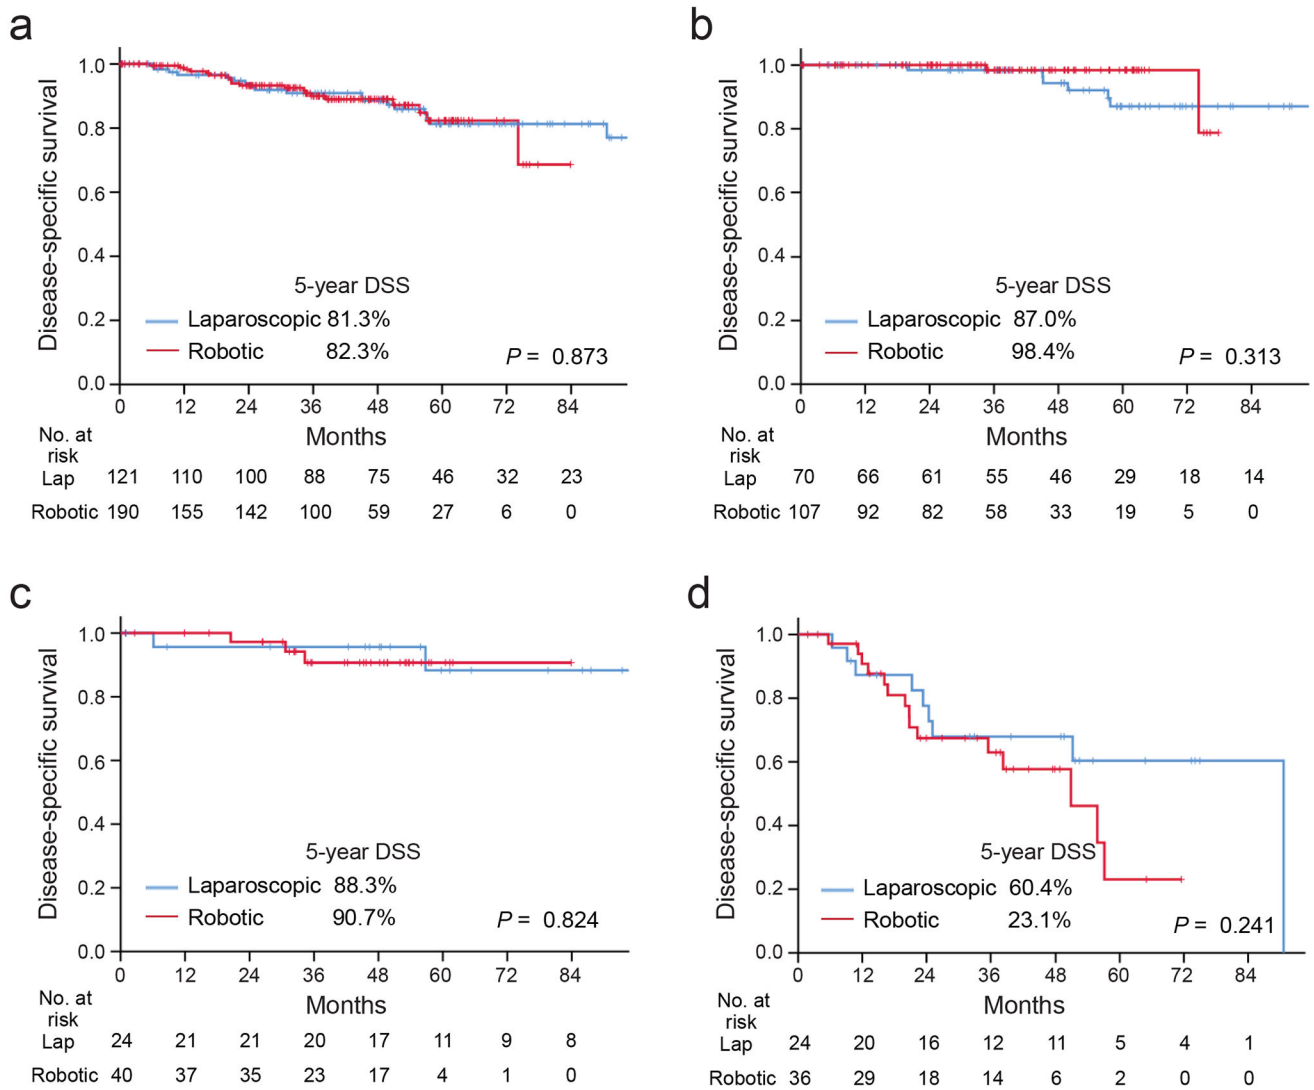 a
Disease-specific survival
1.0
0.8
0.6
0.4
0.2
0.0
5-year DSS
Laparoscopic 81.3%
Robotic 82.3%
P = 0.873
0 12 24 36 48 60 72 84
Months
No. at
risk
Lap 121 110 100 88 75 46 32 23
Robotic 190 155 142 100 59 27 6 0
b
Disease-specific survival
1.0
0.8
0.6
0.4
0.2
0.0
5-year DSS
Laparoscopic 87.0%
Robotic 98.4%
P = 0.313
0 12 24 36 48 60 72 84
Months
No. at
risk
Lap 70 66 61 55 46 29 18 14
Robotic 107 92 82 58 33 19 5 0
c
Disease-specific survival
1.0
0.8
0.6
0.4
0.2
0.0
5-year DSS
Laparoscopic 88.3%
Robotic 90.7%
P = 0.824
0 12 24 36 48 60 72 84
Months
No. at
risk
Lap 24 21 21 20 17 11 9 8
Robotic 40 37 35 23 17 4 1 0
d
Disease-specific survival
1.0
0.8
0.6
0.4
0.2
0.0
5-year DSS
Laparoscopic 60.4%
Robotic 23.1%
P = 0.241
0 12 24 36 48 60 72 84
Months
No. at
risk
Lap 24 20 16 12 11 5 4 1
Robotic 36 29 18 14 6 2 0 0